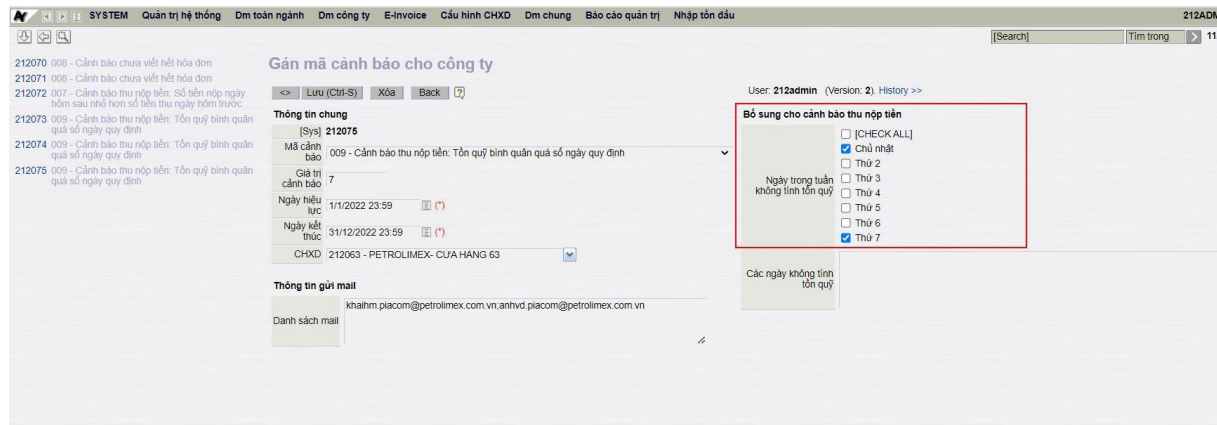 SYSTEM Quản trị hệ thống Dm toàn ngành Dm công ty E-Invoice Cấu hình CHXD Dm chung Báo cáo quản trị Nhập tồn đầu 212ADM
[Search] Tìm trong 11
212070 008 - Cảnh báo chưa viết hết hóa đơn
212071 008 - Cảnh báo chưa viết hết hóa đơn
212072 007 - Cảnh báo thu nộp tiền: Số tiền nộp ngày
hôm sau nhỏ hơn số tiền thu ngày hôm trước
212073 009 - Cảnh báo thu nộp tiền: Tồn quỹ bình quân
quá số ngày quy định
212074 009 - Cảnh báo thu nộp tiền: Tồn quỹ bình quân
quá số ngày quy định
212075 009 - Cảnh báo thu nộp tiền: Tồn quỹ bình quân
quá số ngày quy định
Gán mã cảnh báo cho công ty
<> Lưu (Ctrl-S) Xóa Back ?
Thông tin chung
[Sys] 212075
Mã cảnh
báo 009 - Cảnh báo thu nộp tiền: Tồn quỹ bình quân quá số ngày quy định
Giá trị
cảnh báo 7
Ngày hiệu
lực 1/1/2022 23:59 (*)
Ngày kết
thúc 31/12/2022 23:59 (*)
CHXD 212063 - PETROLIMEX- CỬA HÀNG 63
Thông tin gửi mail
Danh sách mail khaihm.piacom@petrolimex.com.vn;anhvd.piacom@petrolimex.com.vn
User: 212admin (Version: 2). History >>
Bổ sung cho cảnh báo thu nộp tiền
Ngày trong tuần
không tính tồn quỹ
[CHECK ALL]
Chủ nhật
Thứ 2
Thứ 3
Thứ 4
Thứ 5
Thứ 6
Thứ 7
Các ngày không tính
tồn quỹ